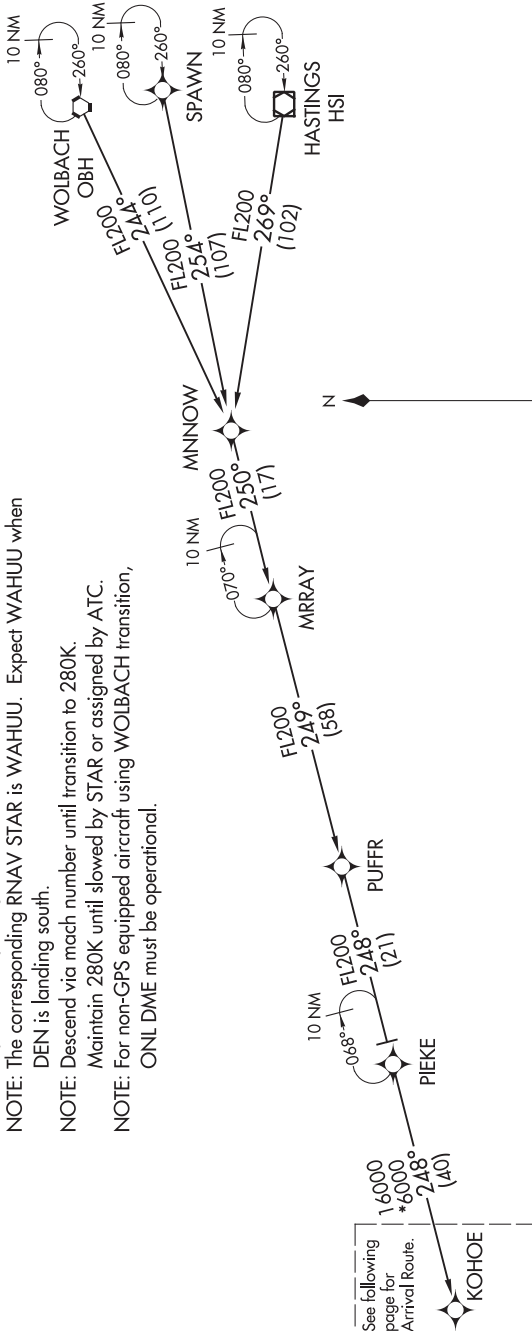 NOTE: The corresponding RNAV STAR is WAHUU. Expect WAHUU when
DEN is landing south.
NOTE: Descend via mach number until transition to 280K.
Maintain 280K until slowed by STAR or assigned by ATC.
NOTE: For non-GPS equipped aircraft using WOLBACH transition,
ONL DME must be operational.
10 NM
080°
260°
WOLBACH
OBH
10 NM
080°
260°
SPAWN
10 NM
080°
260°
HASTINGS
HSI
FL200
244°
(110)
FL200
254°
(107)
FL200
269°
(102)
MNNOW
N
FL200
250°
(17)
10 NM
070°
MRRAY
FL200
249°
(58)
PUFFR
FL200
248°
(21)
10 NM
068°
PIEKE
16000
*6000
248°
(40)
See following
page for
Arrival Route.
KOHOE